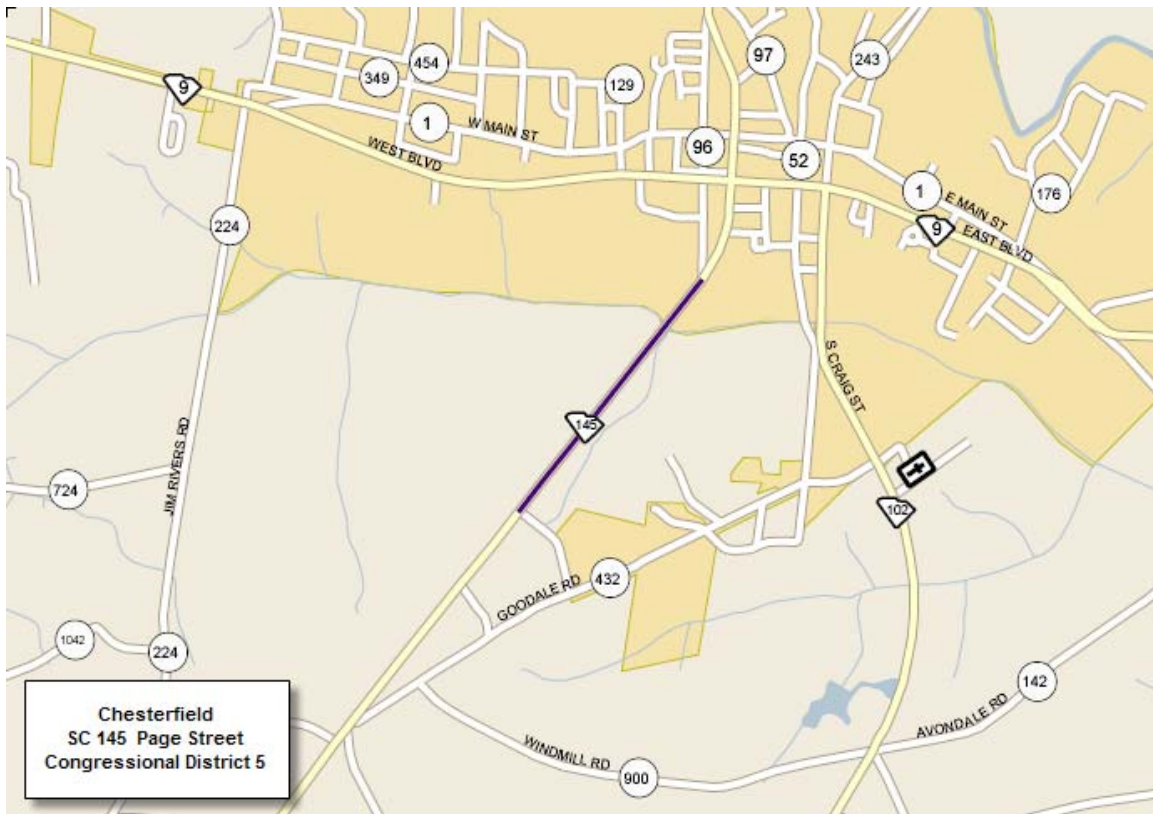 97
243
454
349
129
9
1
W MAIN ST
96
52
WEST BLVD
1
E MAIN ST
176
9
EAST BLVD
224
S CRAIG ST
145
JIM RIVERS RD
724
102
432
GOODALE RD
1042
224
142
AVONDALE RD
WINDMILL RD
900
Chesterfield
SC 145 Page Street
Congressional District 5